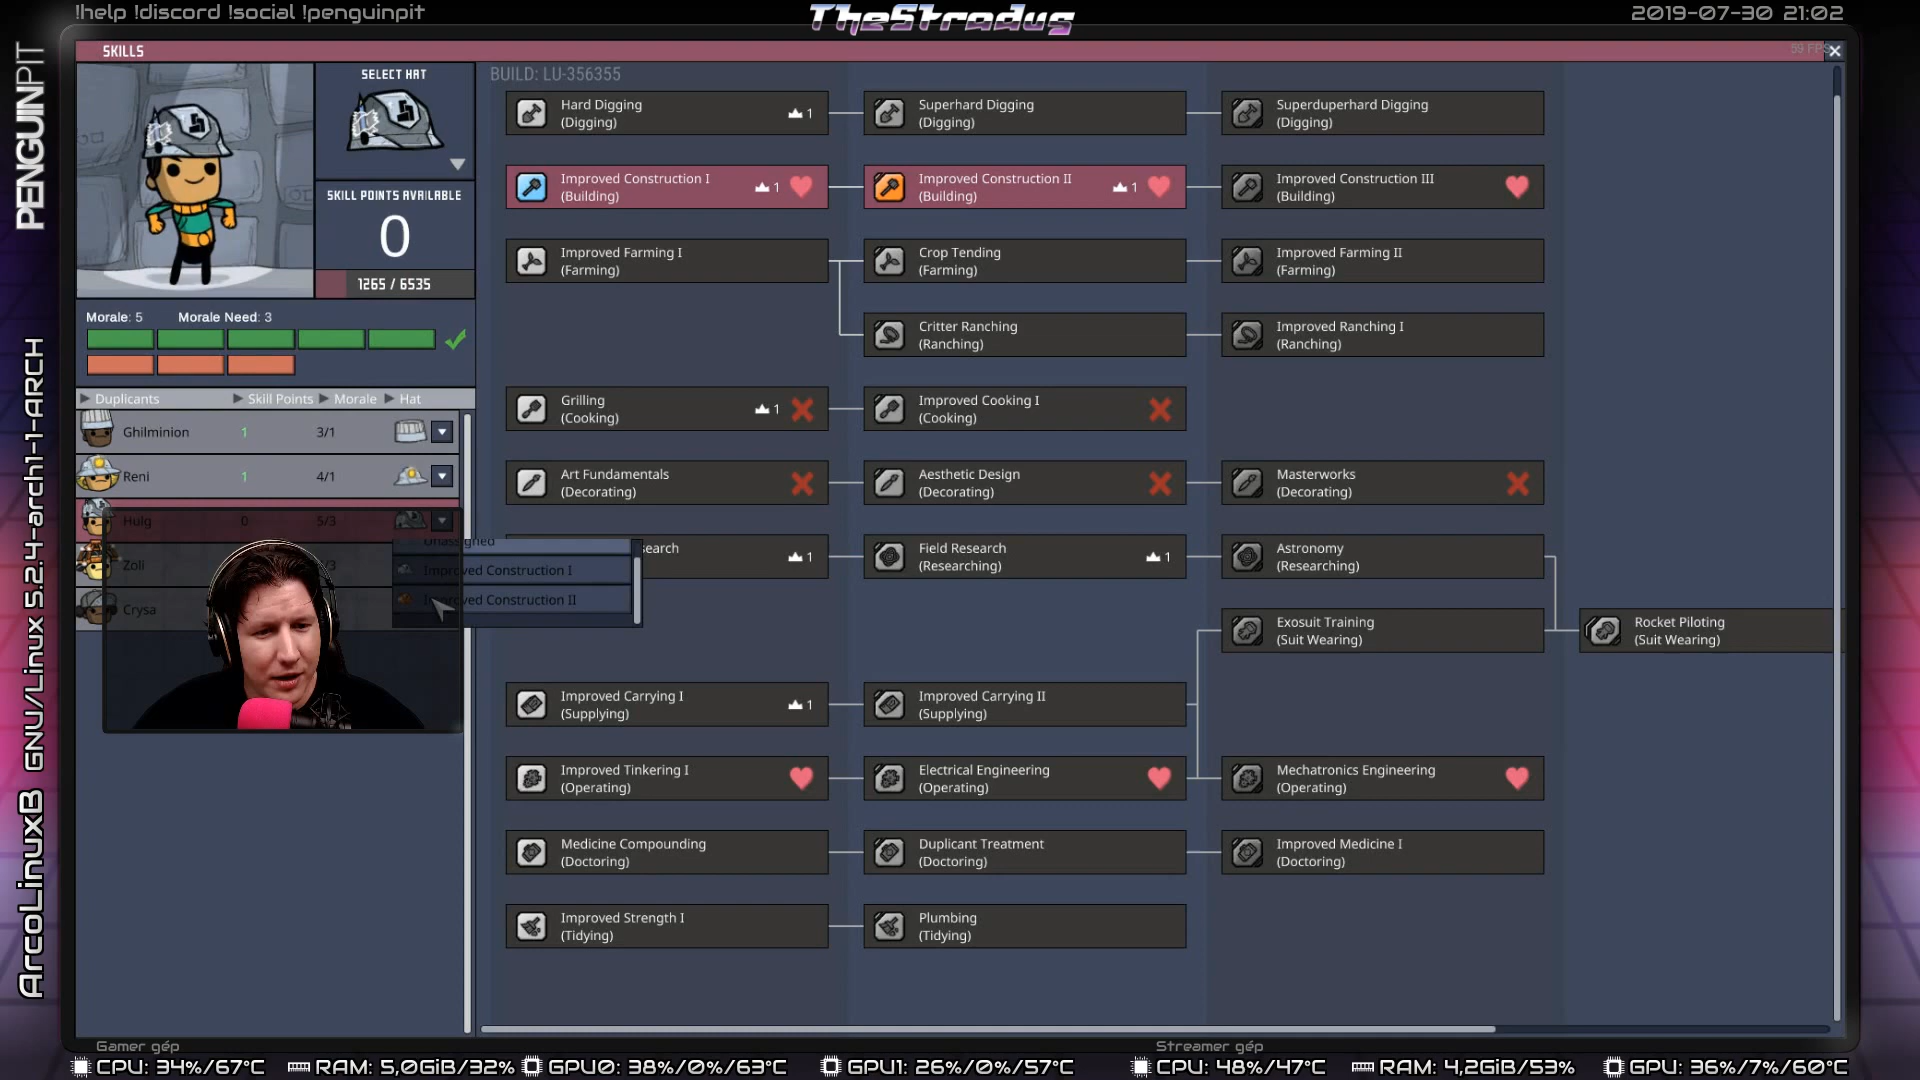 !help !discord !social !penguinpit
TheStradus
2019-07-30 21:02
PENGUINPIT
ArcoLinuxB GNU/Linux 5.2.4-arch1-1-ARCH
SKILLS
59 FPS
BUILD: LU-356355
SELECT HAT
SKILL POINTS AVAILABLE
0
1265 / 6535
Morale: 5 Morale Need: 3
Duplicants Skill Points Morale Hat
Ghilminion 1 3/1
Reni 1 4/1
Hulg 0 5/3
Zoli /3
Crysa
Unassigned
Improved Construction I
Improved Construction II
Hard Digging
(Digging)
1
Superhard Digging
(Digging)
Superduperhard Digging
(Digging)
Improved Construction I
(Building)
1
Improved Construction II
(Building)
1
Improved Construction III
(Building)
Improved Farming I
(Farming)
Crop Tending
(Farming)
Improved Farming II
(Farming)
Critter Ranching
(Ranching)
Improved Ranching I
(Ranching)
Grilling
(Cooking)
1
Improved Cooking I
(Cooking)
Art Fundamentals
(Decorating)
Aesthetic Design
(Decorating)
Masterworks
(Decorating)
earch
1
Field Research
(Researching)
1
Astronomy
(Researching)
Exosuit Training
(Suit Wearing)
Rocket Piloting
(Suit Wearing)
Improved Carrying I
(Supplying)
1
Improved Carrying II
(Supplying)
Improved Tinkering I
(Operating)
Electrical Engineering
(Operating)
Mechatronics Engineering
(Operating)
Medicine Compounding
(Doctoring)
Duplicant Treatment
(Doctoring)
Improved Medicine I
(Doctoring)
Improved Strength I
(Tidying)
Plumbing
(Tidying)
Gamer gép
CPU: 34%/67°C RAM: 5,0GiB/32% GPU0: 38%/0%/63°C GPU1: 26%/0%/57°C
Streamer gép
CPU: 48%/47°C RAM: 4,2GiB/53% GPU: 36%/7%/60°C